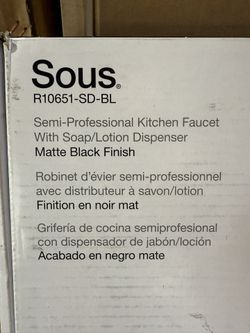 Sous®
R10651-SD-BL
Semi-Professional Kitchen Faucet
With Soap/Lotion Dispenser
Matte Black Finish
Robinet d'évier semi-professionnel
avec distributeur à savon/lotion
Finition en noir mat
Grifería de cocina semiprofesional
con dispensador de jabón/loción
Acabado en negro mate